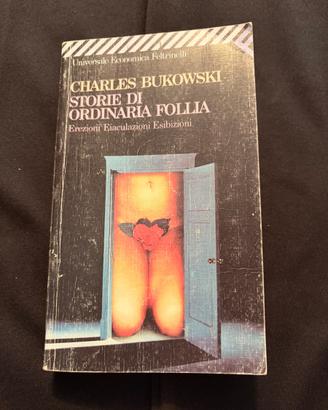 Universale Economica Feltrinelli
CHARLES BUKOWSKI
STORIE DI
ORDINARIA FOLLIA
Erezioni Eiaculazioni Esibizioni